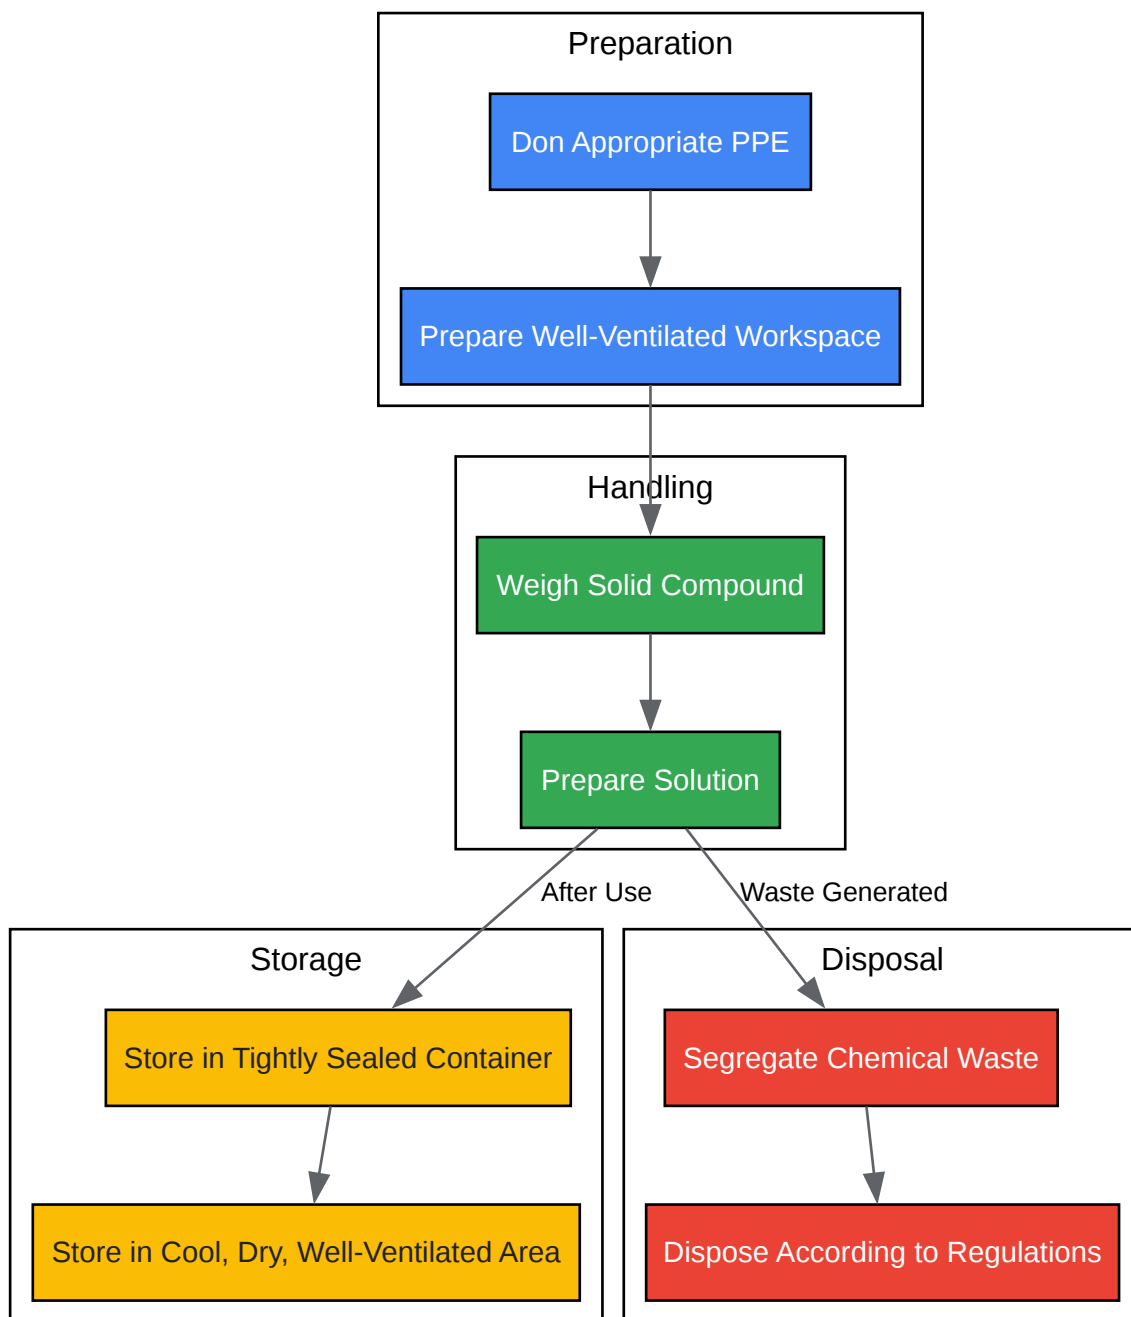 Preparation
Don Appropriate PPE
Prepare Well-Ventilated Workspace
Handling
Weigh Solid Compound
Prepare Solution
After Use
Waste Generated
Storage
Disposal
Store in Tightly Sealed Container
Segregate Chemical Waste
Store in Cool, Dry, Well-Ventilated Area
Dispose According to Regulations